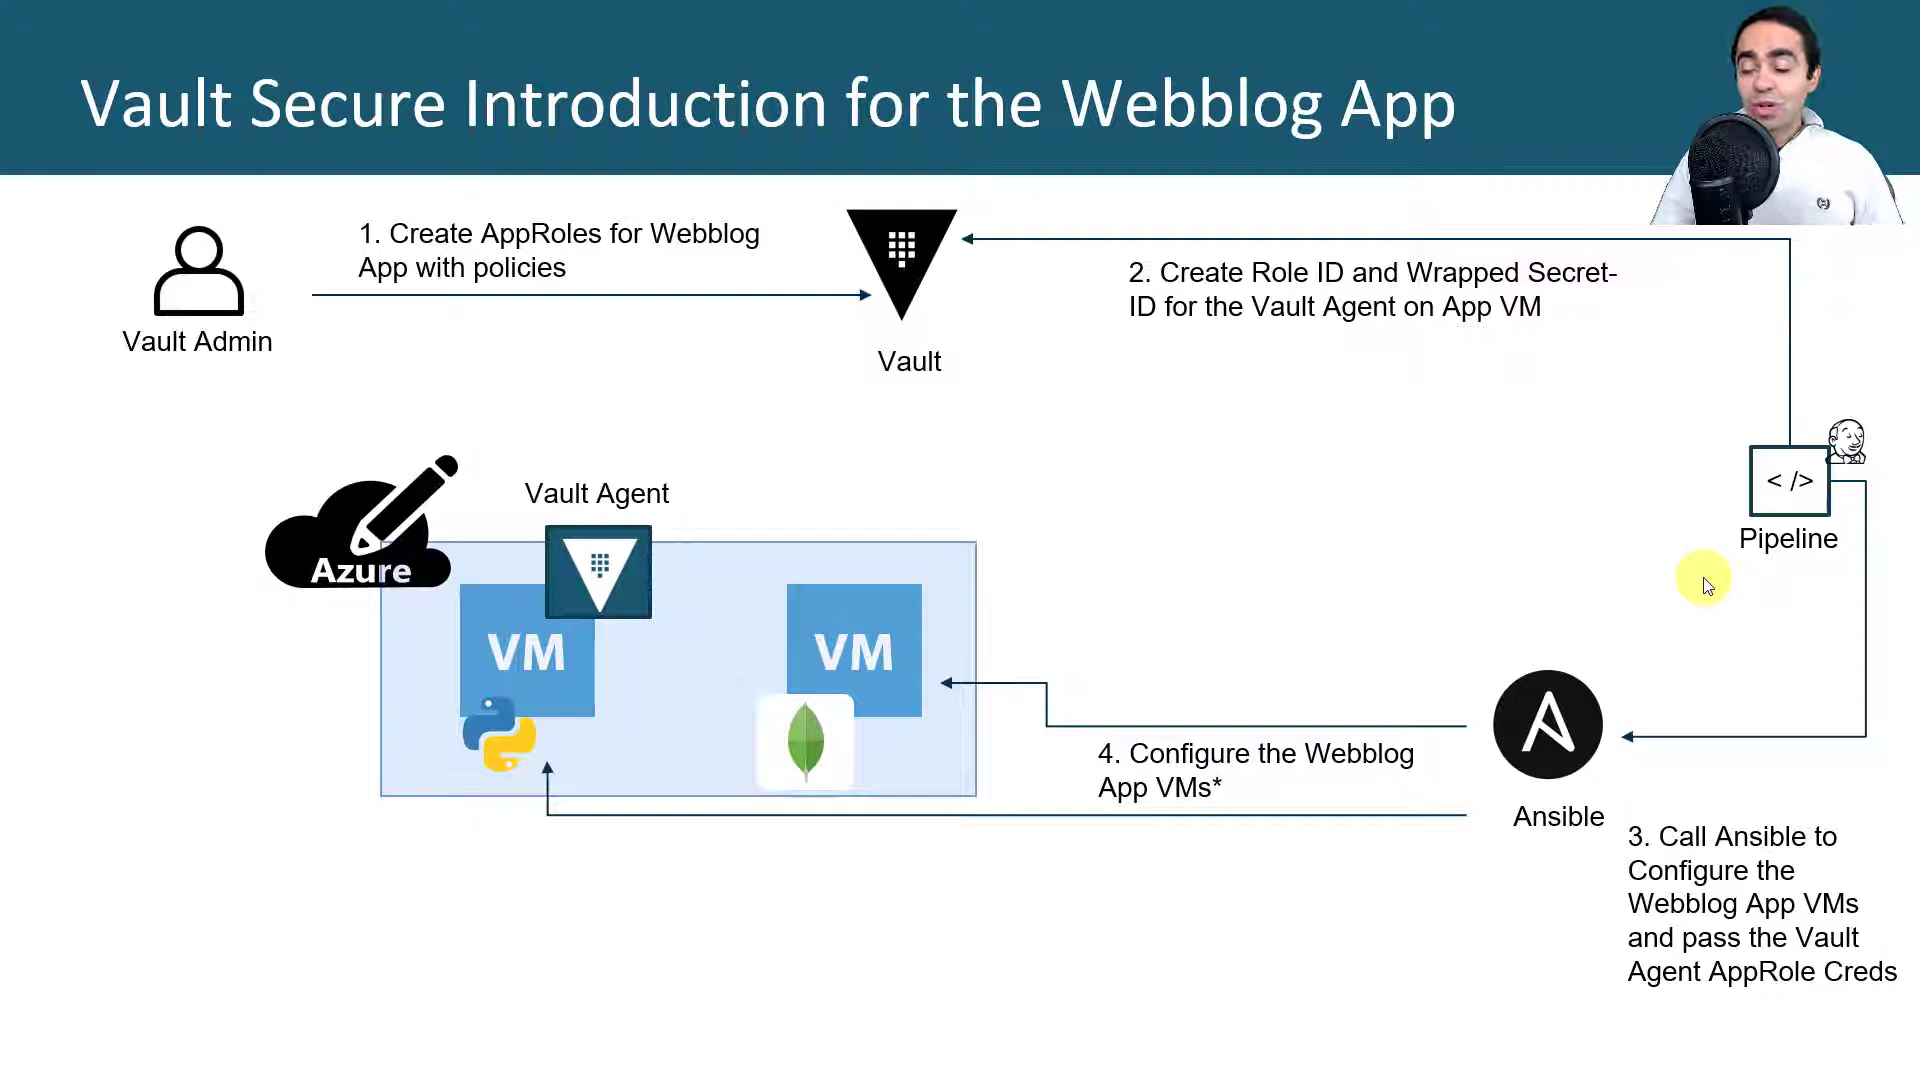 Vault Secure Introduction for the Webblog App
1. Create AppRoles for Webblog
App with policies
Vault Admin
Vault
2. Create Role ID and Wrapped Secret-
ID for the Vault Agent on App VM
< />
Pipeline
Azure
Vault Agent
VM
VM
4. Configure the Webblog
App VMs*
Ansible
3. Call Ansible to
Configure the
Webblog App VMs
and pass the Vault
Agent AppRole Creds